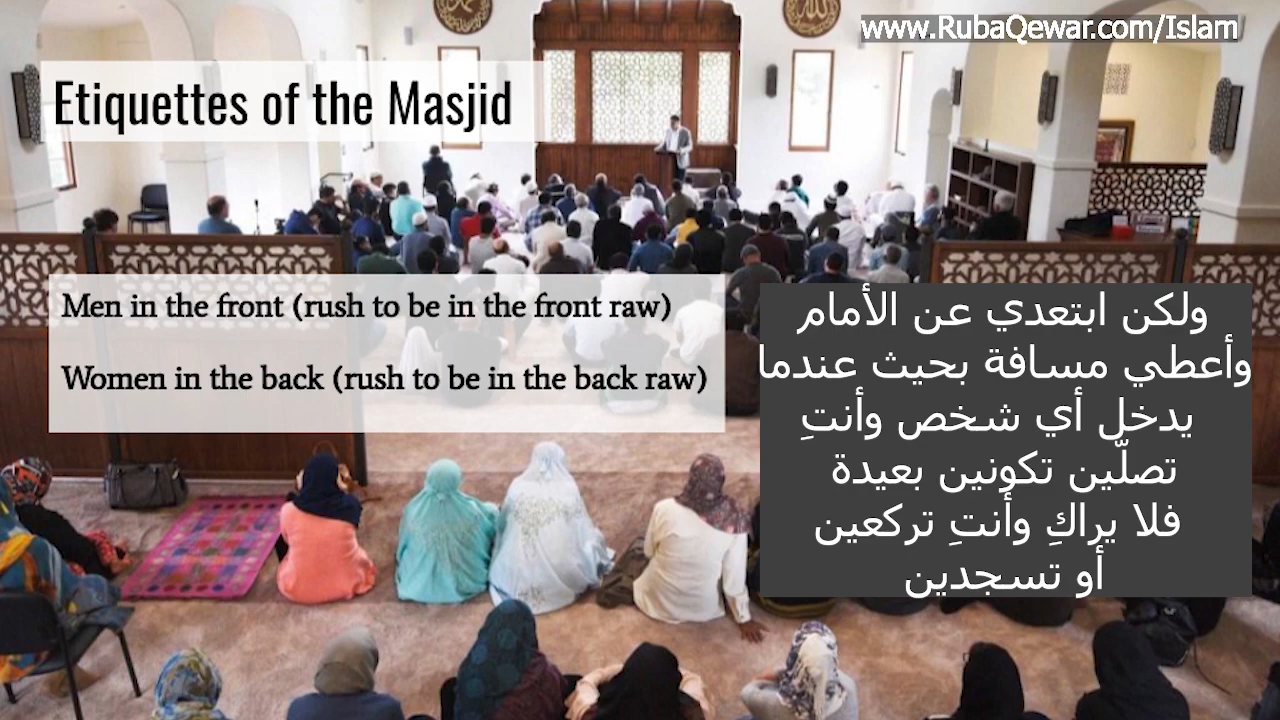 www.RubaQewar.com/Islam
Etiquettes of the Masjid
Men in the front (rush to be in the front raw)
Women in the back (rush to be in the back raw)
ولكن ابتعدي عن الأمام
وأعطي مسافة بحيث عندما
يدخل أي شخص وأنتِ
تصلّين تكونين بعيدة
فلا يراكِ وأنتِ تركعين
أو تسجدين